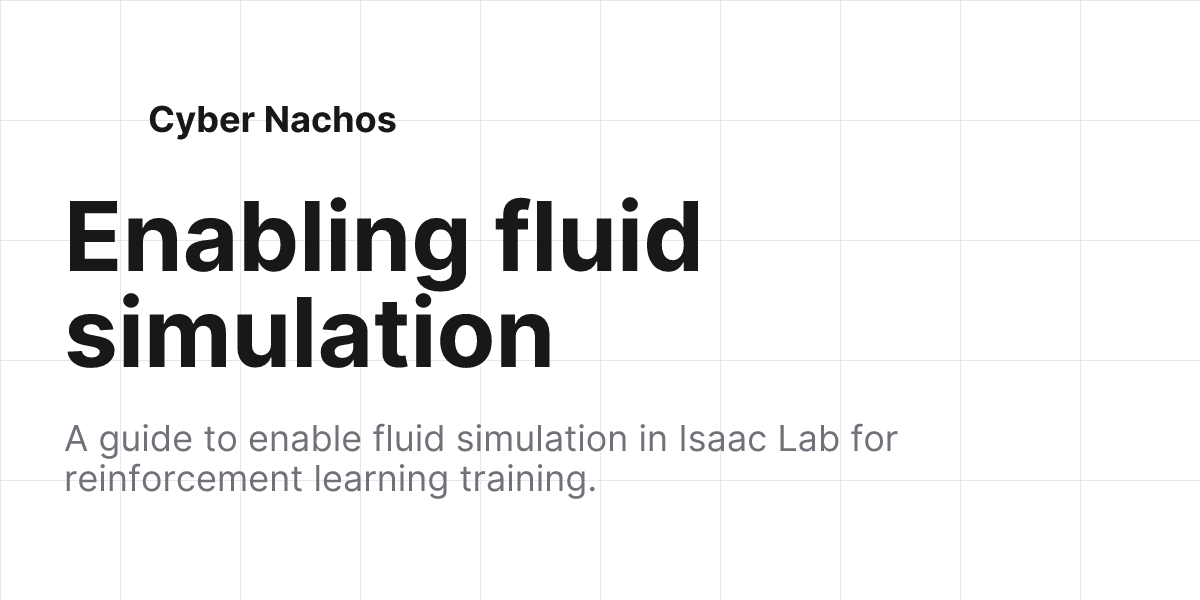 Cyber Nachos
Enabling fluid
simulation
A guide to enable fluid simulation in Isaac Lab for
reinforcement learning training.